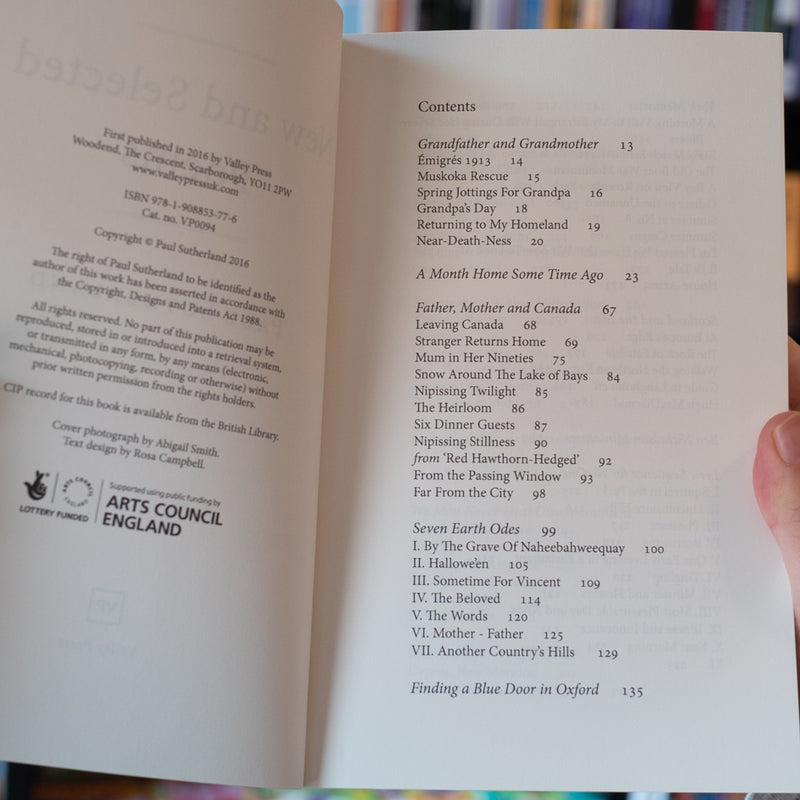 First published in 2016 by Valley Press
Woodend, The Crescent, Scarborough, YO11 2PW
www.valleypressuk.com
ISBN 978-1-908853-77-6
Cat. no. VP0094
Copyright © Paul Sutherland 2016
The right of Paul Sutherland to be identified as the
author of this work has been asserted in accordance with
the Copyright, Designs and Patents Act 1988.
All rights reserved. No part of this publication may be
reproduced, stored in or introduced into a retrieval system,
or transmitted in any form, by any means (electronic,
mechanical, photocopying, recording or otherwise) without
prior written permission from the rights holders.
CIP record for this book is available from the British Library.
Cover photograph by Abigail Smith.
Text design by Rosa Campbell.
LOTTERY FUNDED
ARTS COUNCIL
ENGLAND
Supported using public funding by
ARTS COUNCIL
ENGLAND
Contents
Grandfather and Grandmother 13
Émigrés 1913 14
Muskoka Rescue 15
Spring Jottings For Grandpa 16
Grandpa's Day 18
Returning to My Homeland 19
Near-Death-Ness 20
A Month Home Some Time Ago 23
Father, Mother and Canada 67
Leaving Canada 68
Stranger Returns Home 69
Mum in Her Nineties 75
Snow Around The Lake of Bays 84
Nipissing Twilight 85
The Heirloom 86
Six Dinner Guests 87
Nipissing Stillness 90
from ‘Red Hawthorn-Hedged’ 92
From the Passing Window 93
Far From the City 98
Seven Earth Odes 99
I. By The Grave Of Naheebahweequay 100
II. Hallowe'en 105
III. Sometime For Vincent 109
IV. The Beloved 114
V. The Words 120
VI. Mother - Father 125
VII. Another Country's Hills 129
Finding a Blue Door in Oxford 135